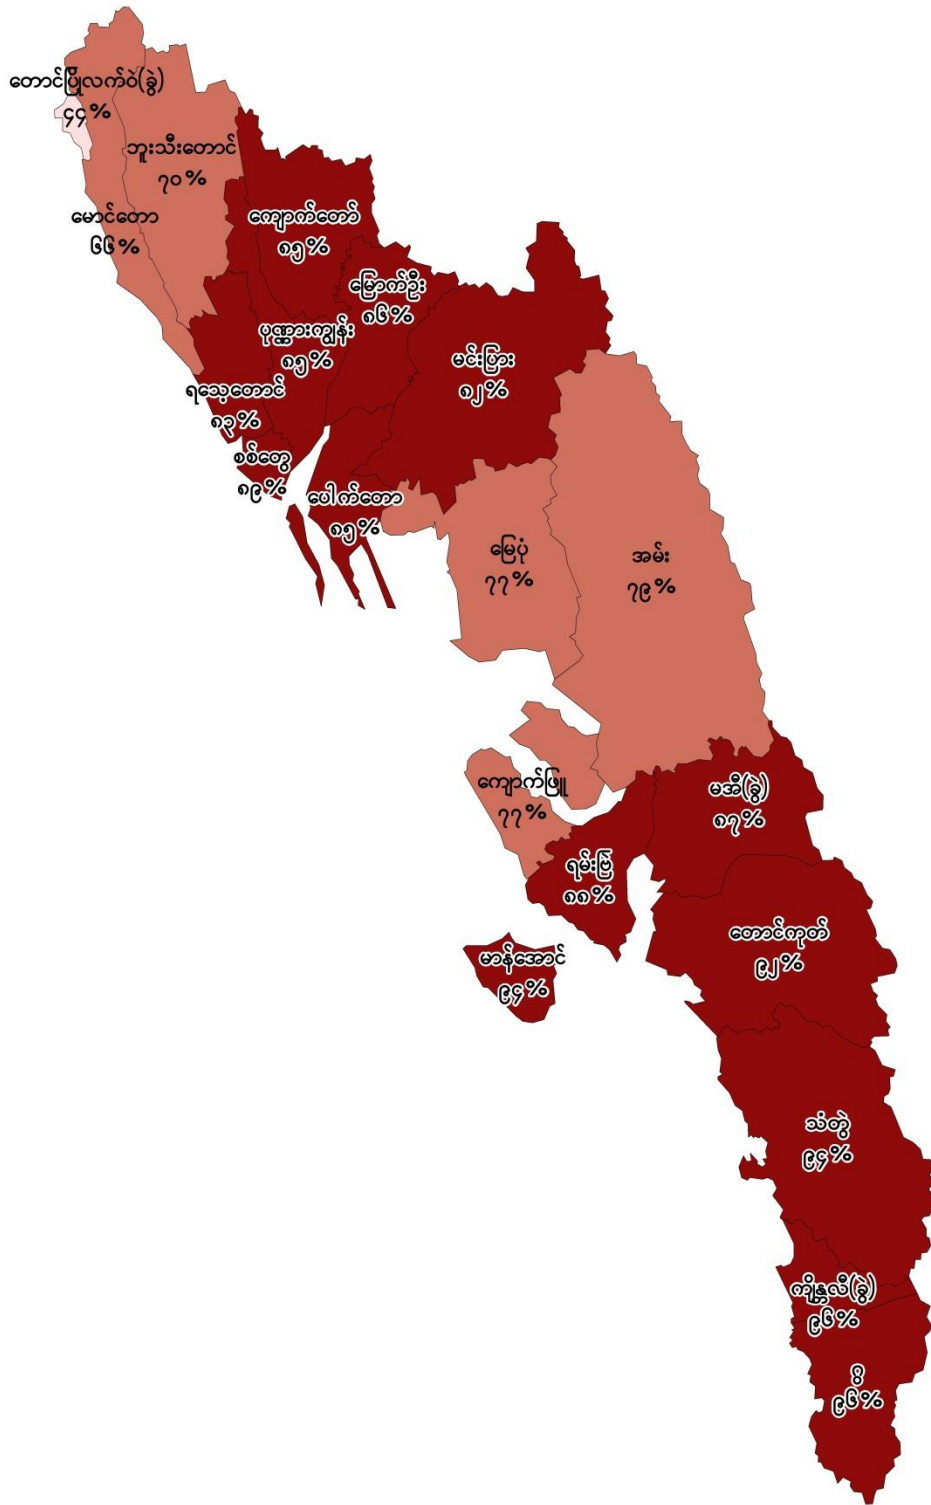 တောင်ပြိုလက်ဝဲ(ခွဲ)
၄၄%
ဘူးသီးတောင်
၇၀%
မောင်တော
၆၆%
ကျောက်တော်
၈၅%
မြောက်ဦး
၈၆%
ပုဏ္ဏားကျွန်း
၈၅%
မင်းပြား
၈၂%
ရသေ့တောင်
၈၃%
စစ်တွေ
၈၉%
ပေါက်တော
၈၅%
မြေပုံ
၇၇%
အမ်း
၇၉%
ကျောက်ဖြူ
၇၇%
မအီ(ခွဲ)
၈၇%
ရမ်းဗြဲ
၈၈%
တောင်ကုတ်
၉၂%
မာန်အောင်
၉၄%
သံတွဲ
၉၄%
ကျိန္တလီ(ခွဲ)
၉၆%
ဂွ
၉၆%